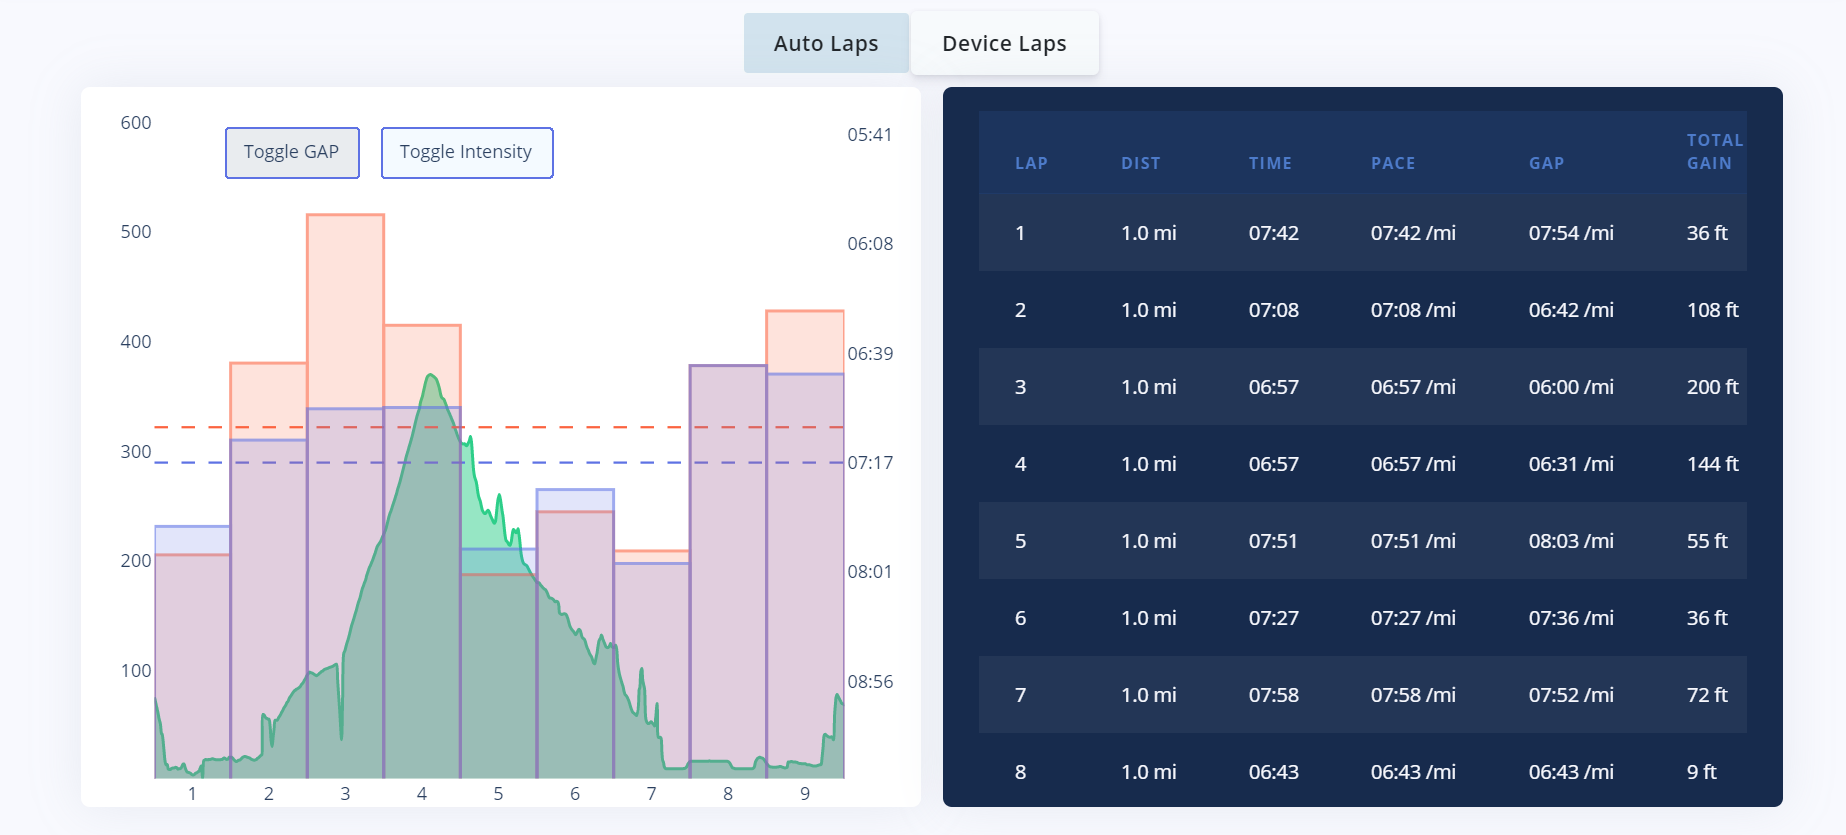 Auto Laps Device Laps
600
Toggle GAP Toggle Intensity
05:41
500
06:08
400
06:39
300
07:17
200
08:01
100
08:56
1 2 3 4 5 6 7 8 9
LAP DIST TIME PACE GAP TOTAL GAIN
1 1.0 mi 07:42 07:42 /mi 07:54 /mi 36 ft
2 1.0 mi 07:08 07:08 /mi 06:42 /mi 108 ft
3 1.0 mi 06:57 06:57 /mi 06:00 /mi 200 ft
4 1.0 mi 06:57 06:57 /mi 06:31 /mi 144 ft
5 1.0 mi 07:51 07:51 /mi 08:03 /mi 55 ft
6 1.0 mi 07:27 07:27 /mi 07:36 /mi 36 ft
7 1.0 mi 07:58 07:58 /mi 07:52 /mi 72 ft
8 1.0 mi 06:43 06:43 /mi 06:43 /mi 9 ft